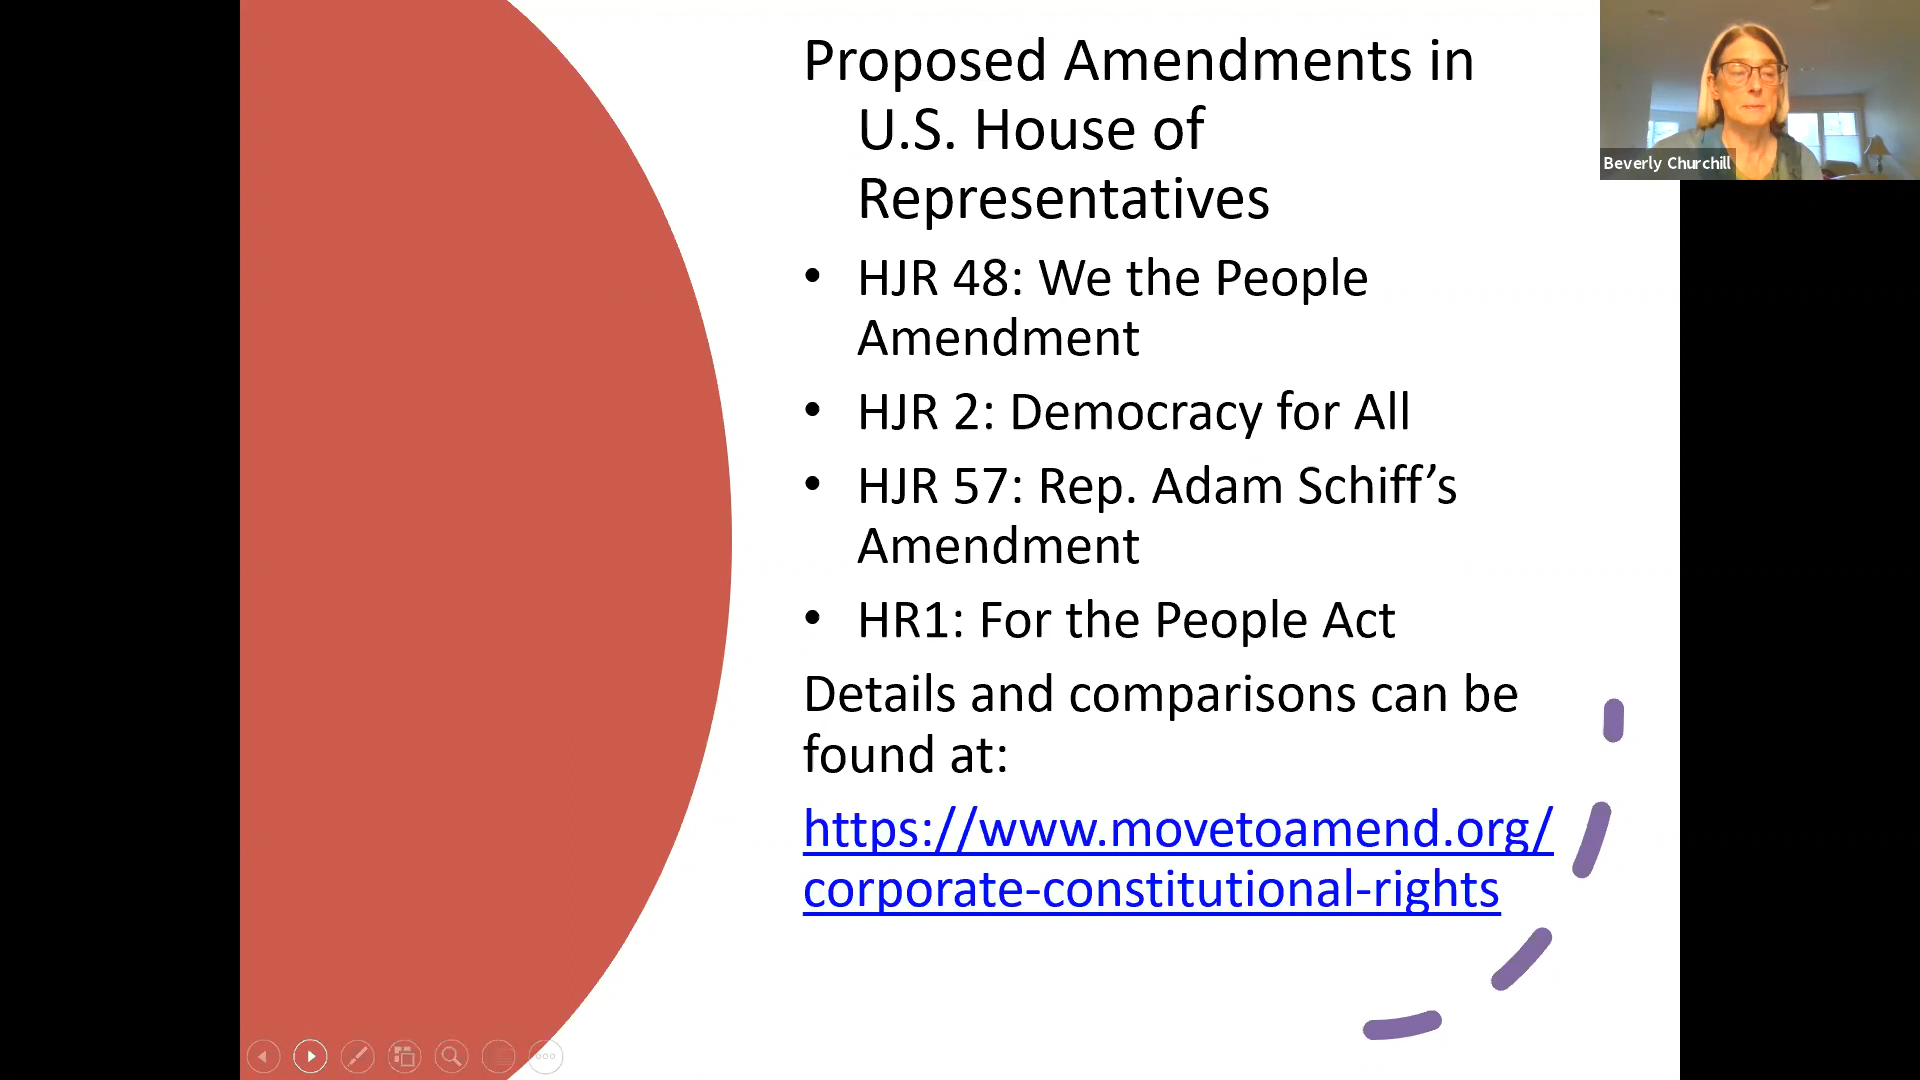 Proposed Amendments in
U.S. House of
Representatives
• HJR 48: We the People
Amendment
• HJR 2: Democracy for All
• HJR 57: Rep. Adam Schiff’s
Amendment
• HR1: For the People Act
Details and comparisons can be
found at:
https://www.movetoamend.org/
corporate-constitutional-rights
Beverly Churchill